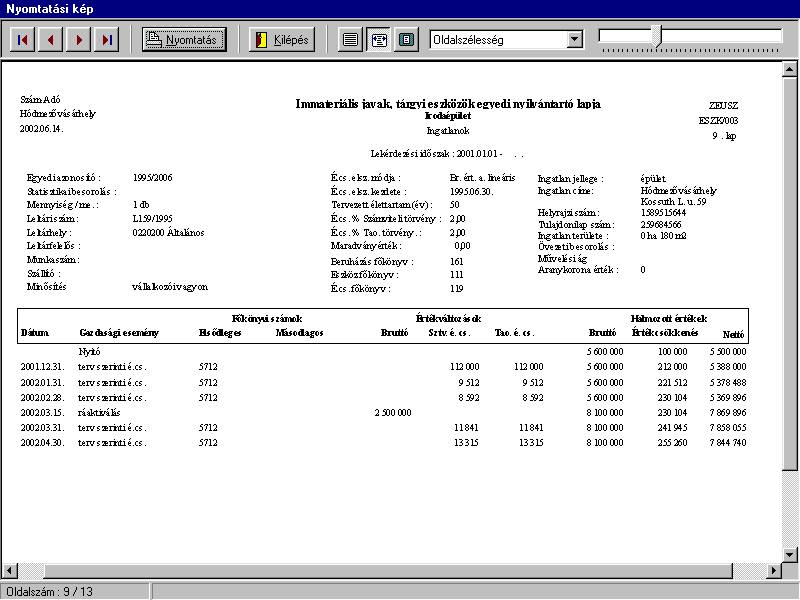 Nyomtatási kép
Nyomtatás Kilépés Oldalszélesség
Szám Adó
Hódmezővásárhely
2002.06.14.
Immateriális javak, tárgyi eszközök egyedi nyilvántartó lapja
Irodaépület
Ingatlanok
ZEUSZ
ESZK/003
9 . lap
Lekérdezési időszak : 2001.01.01 - . .
Egyedi azonosító : 1995/2006
Statisztikai besorolás :
Mennyiség / me. : 1 db
Leltári szám : L159/1995
Leltárhely : 0220200 Általános
Leltárfelelős :
Munkaszám :
Szállító :
Minősítés vállalkozói vagyon
Écs. elsz. módja : Br. ért. a. lineáris
Écs. elsz. kezdete : 1995.06.30.
Tervezett élettartam (év) : 50
Écs. % Számviteli törvény : 2,00
Écs. % Tao. törvény . : 2,00
Maradvány érték : 0,00
Beruházás főkönyv : 161
Eszköz főkönyv : 111
Écs. főkönyv : 119
Ingatlan jellege : épület
Ingatlan címe: Hódmezővásárhely
Kossuth L. u. 59
Helyrajzi szám : 1589515644
Tulajdonilap szám : 259684566
Ingatlan területe : 0 ha 180 m2
Övezeti besorolás :
Művelési ág
Aranykorona érték : 0
Főkönyvi számok Értékváltozások Halmozott értékek
Dátum Gazdasági esemény Elsődleges Másodlagos Bruttó Sztv. é. cs. Tao. é. cs. Bruttó Értékcsökkenés Nettó
Nyitó 5 600 000 100 000 5 500 000
2001.12.31. terv szerinti é.cs. 5712 112 000 112 000 5 600 000 212 000 5 388 000
2002.01.31. terv szerinti é.cs. 5712 9 512 9 512 5 600 000 221 512 5 378 488
2002.02.28. terv szerinti é.cs. 5712 8 592 8 592 5 600 000 230 104 5 369 896
2002.03.15. ráaktiválás 2 500 000 8 100 000 230 104 7 869 896
2002.03.31. terv szerinti é.cs. 5712 11 841 11 841 8 100 000 241 945 7 858 055
2002.04.30. terv szerinti é.cs. 5712 13 315 13 315 8 100 000 255 260 7 844 740
Oldalszám : 9 / 13